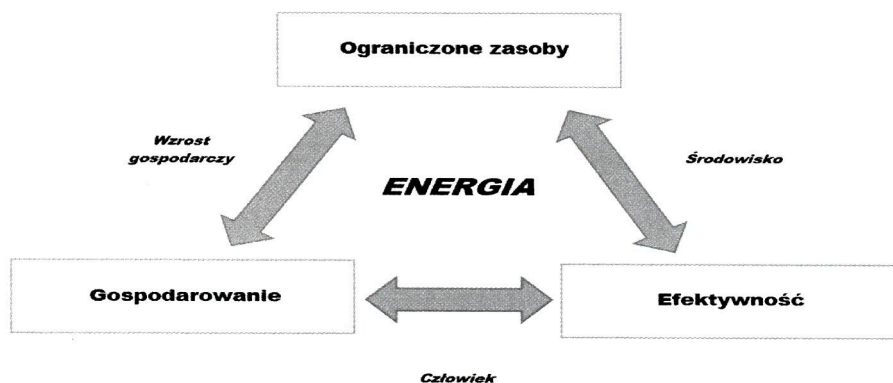 Ograniczone zasoby
Wzrost
gospodarczy
Środowisko
ENERGIA
Gospodarowanie
Efektywność
Człowiek